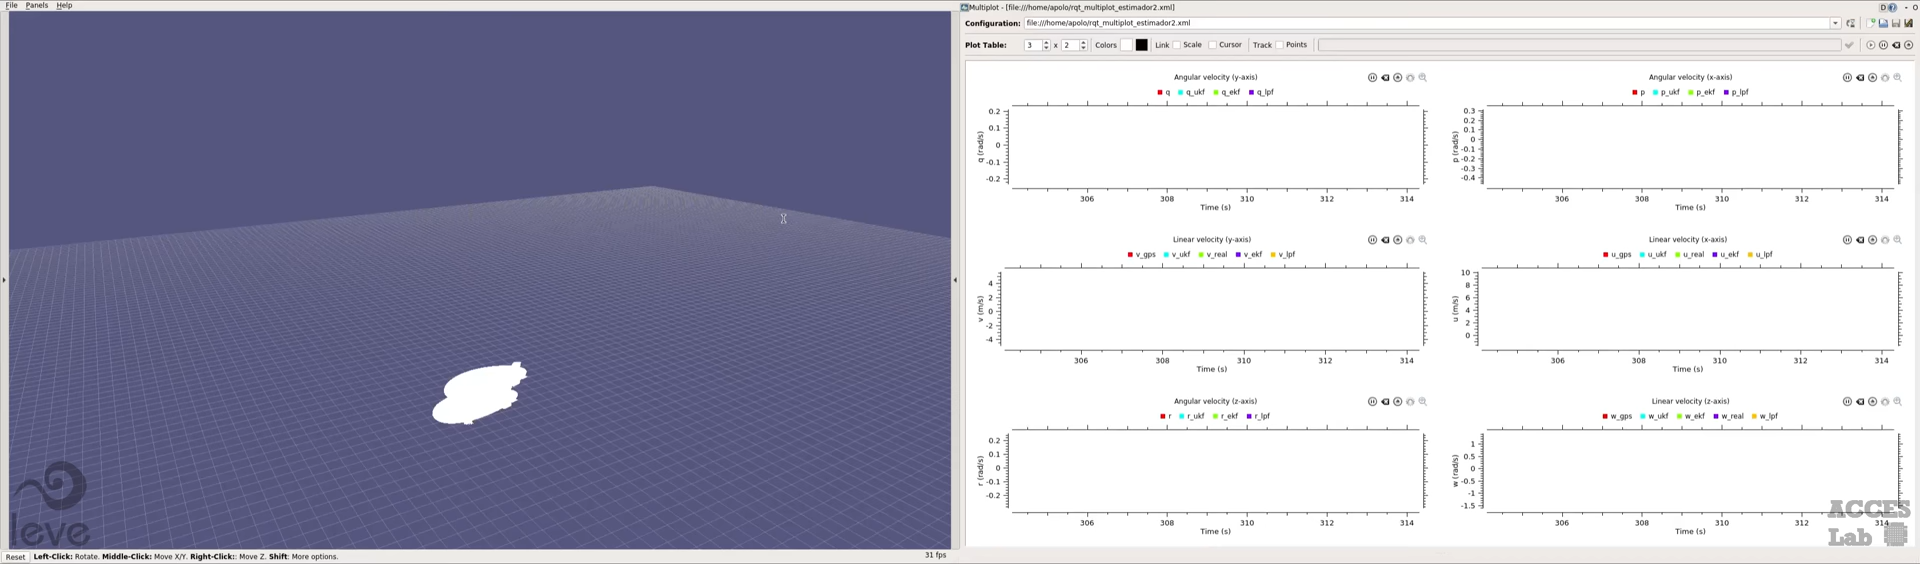 File Panels Help
leve
Reset Left-Click: Rotate. Middle-Click: Move X/Y. Right-Click:: Move Z. Shift: More options.
31 fps
Multiplot - [file:///home/apolo/rqt_multiplot_estimador2.xml]
Configuration: file:///home/apolo/rqt_multiplot_estimador2.xml
Plot Table: 3 x 2 Colors Link Scale Cursor Track Points
Angular velocity (y-axis)
q q_ukf q_ekf q_lpf
q (rad/s)
0.2
0.1
0
-0.1
-0.2
306 308 310 312 314
Time (s)
Angular velocity (x-axis)
p p_ukf p_ekf p_lpf
p (rad/s)
0.3
0.2
0.1
0
-0.1
-0.2
-0.3
-0.4
306 308 310 312 314
Time (s)
Linear velocity (y-axis)
v_gps v_ukf v_real v_ekf v_lpf
v (m/s)
4
2
0
-2
-4
306 308 310 312 314
Time (s)
Linear velocity (x-axis)
u_gps u_ukf u_real u_ekf u_lpf
u (m/s)
10
8
6
4
2
0
306 308 310 312 314
Time (s)
Angular velocity (z-axis)
r r_ukf r_ekf r_lpf
r (rad/s)
0.2
0.1
0
-0.1
-0.2
306 308 310 312 314
Time (s)
Linear velocity (z-axis)
w_gps w_ukf w_ekf w_real w_lpf
w (m/s)
1
0.5
0
-0.5
-1
-1.5
306 308 310 312 314
Time (s)
ACCES
Lab